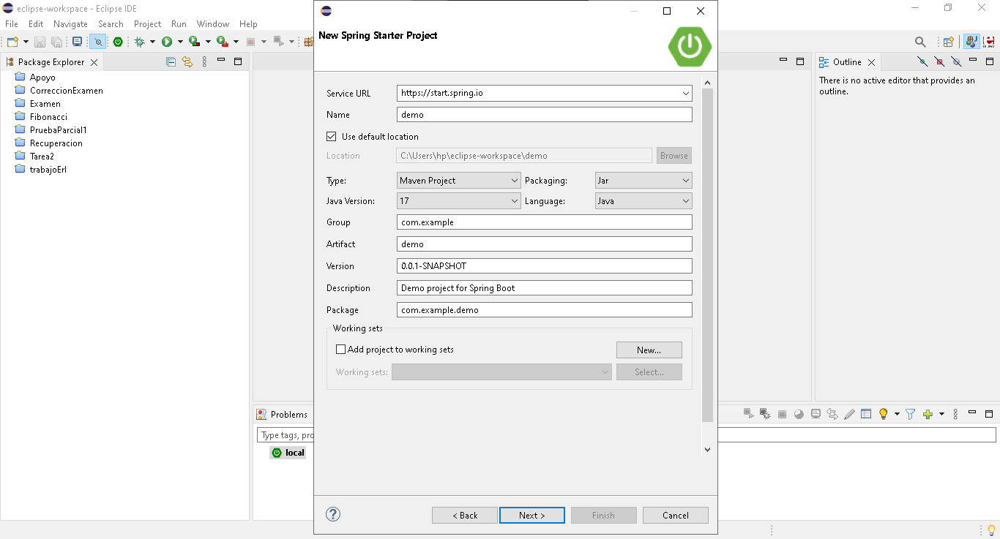 eclipse-workspace - Eclipse IDE
File Edit Navigate Search Project Run Window Help
Package Explorer
Apoyo
CorreccionExamen
Examen
Fibonacci
PruebaParcial1
Recuperacion
Tarea2
trabajoErl
New Spring Starter Project
Service URL https://start.spring.io
Name demo
Use default location
Location C:\Users\hp\eclipse-workspace\demo Browse
Type: Maven Project Packaging: Jar
Java Version: 17 Language: Java
Group com.example
Artifact demo
Version 0.0.1-SNAPSHOT
Description Demo project for Spring Boot
Package com.example.demo
Working sets
Add project to working sets New...
Working sets: Select...
? < Back Next > Finish Cancel
Outline
There is no active editor that provides an
outline.
Problems
Type tags, pro
local